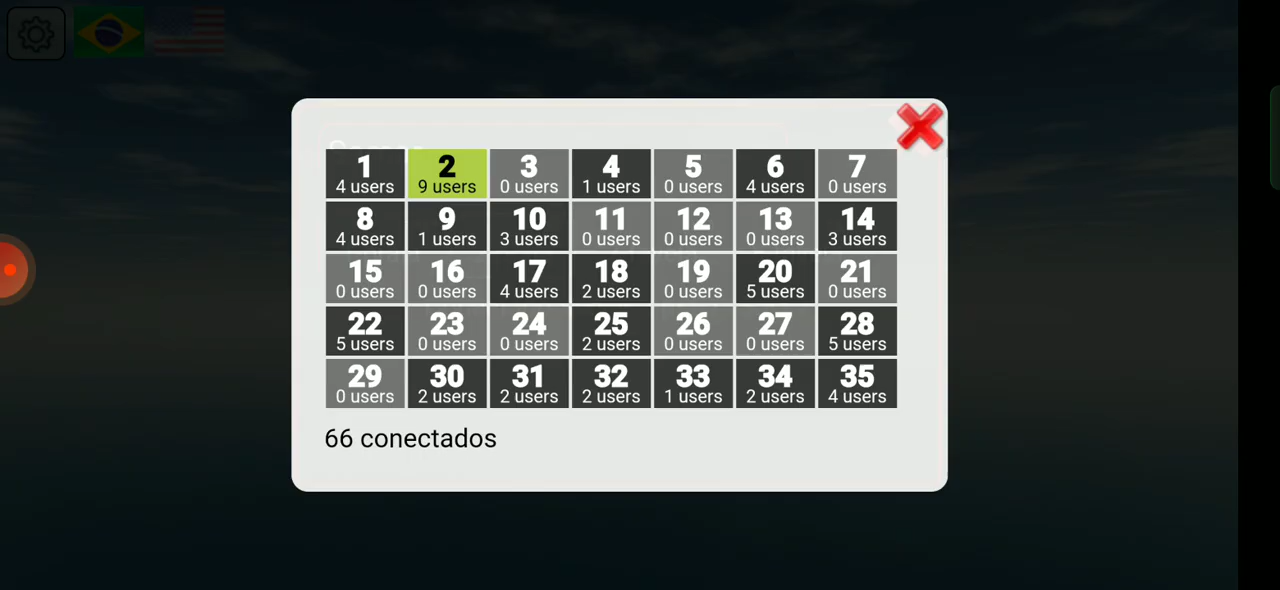 1 2 3 4 5 6 7
4 users 9 users 0 users 1 users 0 users 4 users 0 users
8 9 10 11 12 13 14
4 users 1 users 3 users 0 users 0 users 0 users 3 users
15 16 17 18 19 20 21
0 users 0 users 4 users 2 users 0 users 5 users 0 users
22 23 24 25 26 27 28
5 users 0 users 0 users 2 users 0 users 0 users 5 users
29 30 31 32 33 34 35
0 users 2 users 2 users 2 users 1 users 2 users 4 users
66 conectados